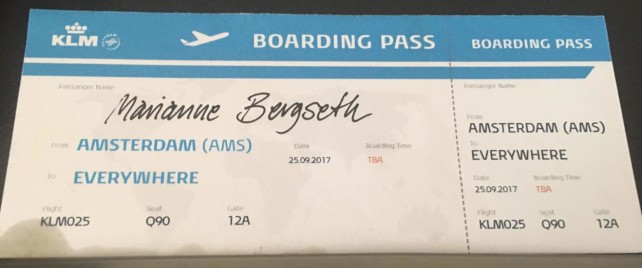 KLM
BOARDING PASS
Passanger Name
Marianne Bergseth
From AMSTERDAM (AMS)
To EVERYWHERE
Date Boarding Time
25.09.2017 TBA
Flight Seat Gate
KLM025 Q90 12A
BOARDING PASS
Passanger Name
From
AMSTERDAM (AMS)
To
EVERYWHERE
Date Boarding Time
25.09.2017 TBA
Flight Seat Gate
KLM025 Q90 12A